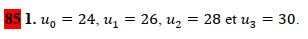 85 1. u₀ = 24, u₁ = 26, u₂ = 28 et u₃ = 30.